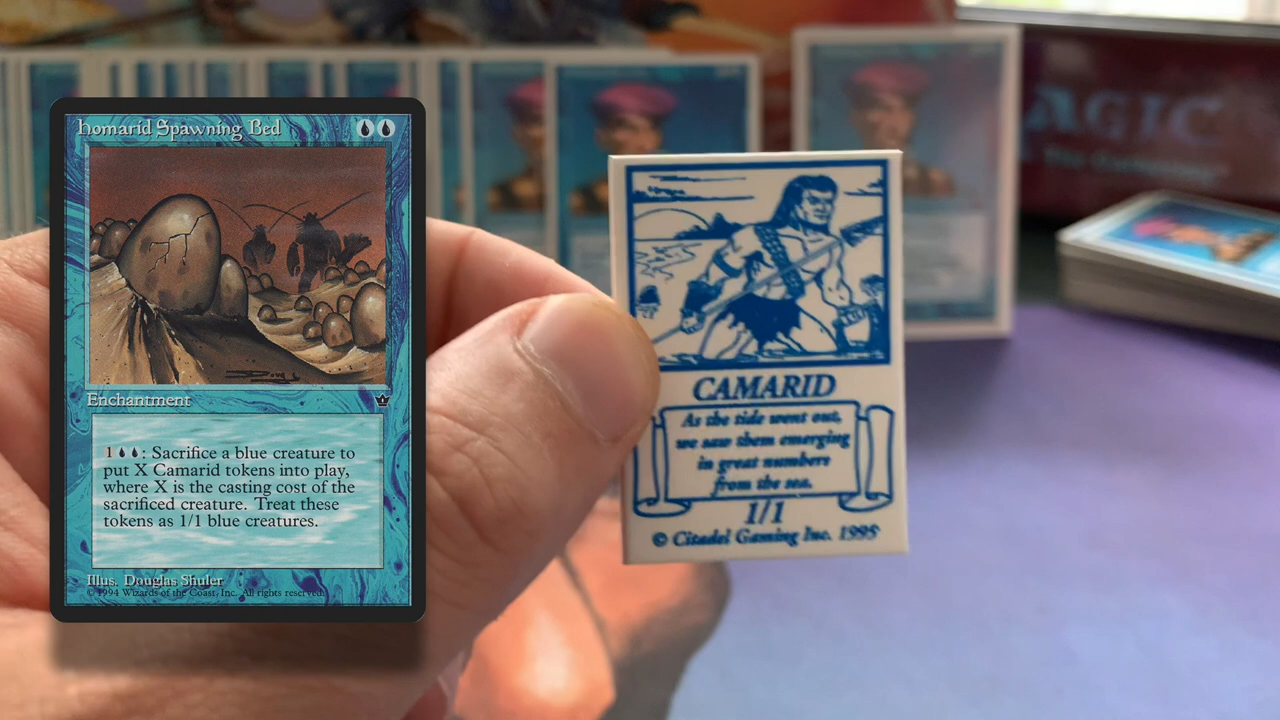 Homarid Spawning Bed
Enchantment
1 : Sacrifice a blue creature to
put X Camarid tokens into play,
where X is the casting cost of the
sacrificed creature. Treat these
tokens as 1/1 blue creatures.
Illus. Douglas Shuler
© 1994 Wizards of the Coast, Inc. All rights reserved.
CAMARID
As the tide went out,
we saw them emerging
in great numbers
from the sea.
1/1
© Citadel Gaming Inc. 1995
AGIC